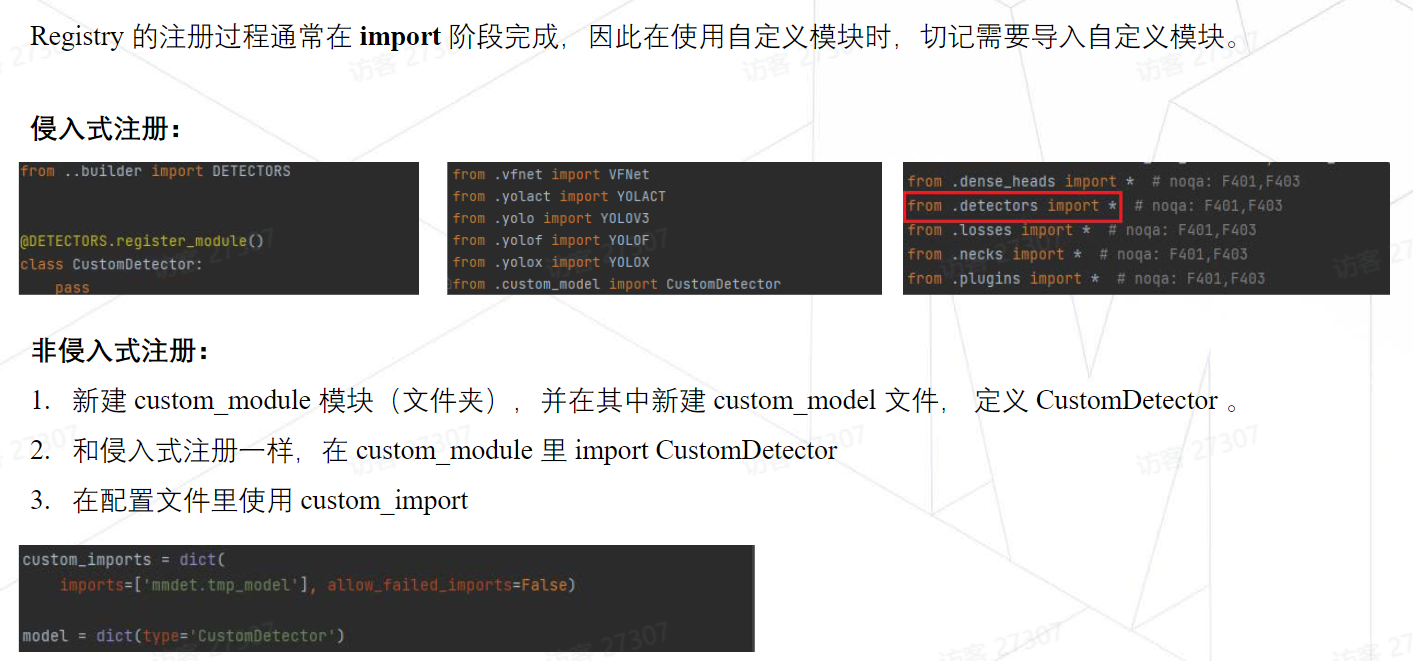 Registry 的注册过程通常在 import 阶段完成，因此在使用自定义模块时，切记需要导入自定义模块。
侵入式注册：
from ..builder import DETECTORS
@DETECTORS.register_module()
class CustomDetector:
    pass
from .vfnet import VFNet
from .yolact import YOLACT
from .yolo import YOLOV3
from .yolof import YOLOF
from .yolox import YOLOX
from .custom_model import CustomDetector
from .dense_heads import *  # noqa: F401,F403
from .detectors import *  # noqa: F401,F403
from .losses import *  # noqa: F401,F403
from .necks import *  # noqa: F401,F403
from .plugins import *  # noqa: F401,F403
非侵入式注册：
1. 新建 custom_module 模块（文件夹），并在其中新建 custom_model 文件， 定义 CustomDetector 。
2. 和侵入式注册一样，在 custom_module 里 import CustomDetector
3. 在配置文件里使用 custom_import
custom_imports = dict(
    imports=['mmdet.tmp_model'], allow_failed_imports=False)
model = dict(type='CustomDetector')
访客 27307